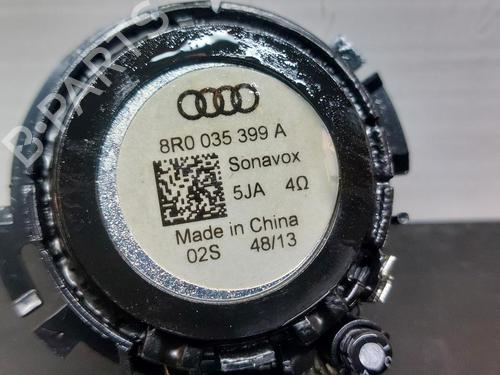 B-PARTS
8R0 035 399 A
Sonavox
5JA 4Ω
Made in China
02S 48/13